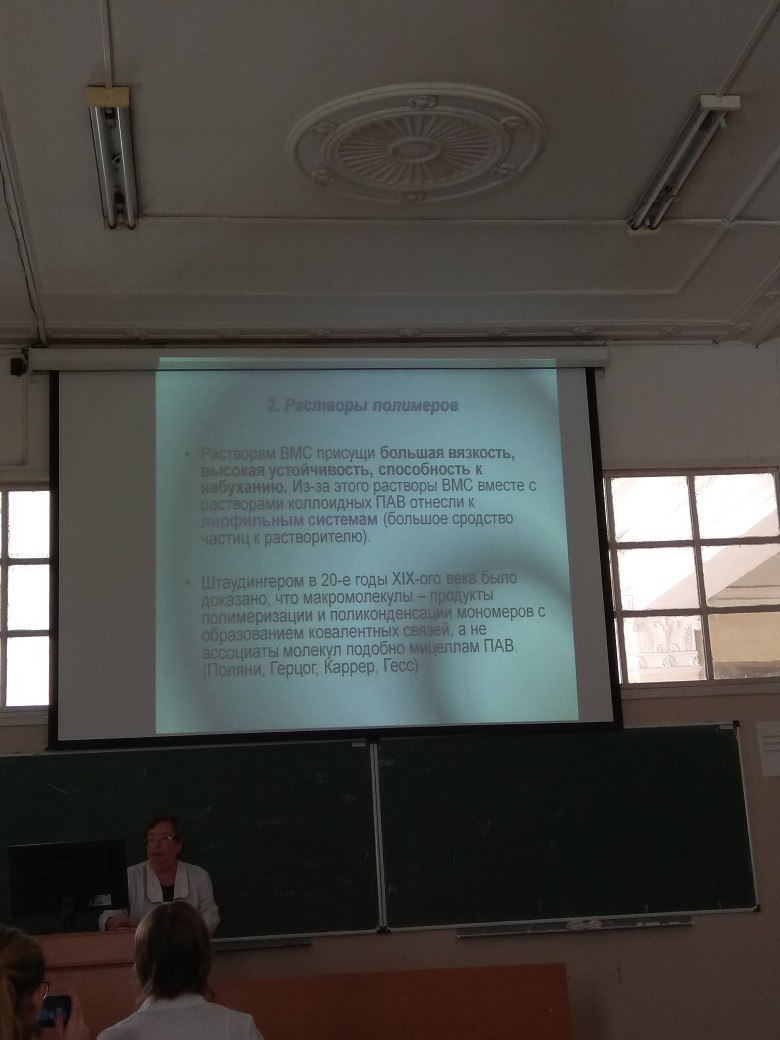 2. Растворы полимеров
• Растворам ВМС присущи большая вязкость,
высокая устойчивость, способность к
набуханию. Из-за этого растворы ВМС вместе с
растворами коллоидных ПАВ отнесли к
лиофильным системам (большое сродство
частиц к растворителю).
• Штаудингером в 20-е годы XIX-ого века было
доказано, что макромолекулы – продукты
полимеризации и поликонденсации мономеров с
образованием ковалентных связей, а не
ассоциаты молекул подобно мицеллам ПАВ.
(Поляни, Герцог, Каррер, Гесс)